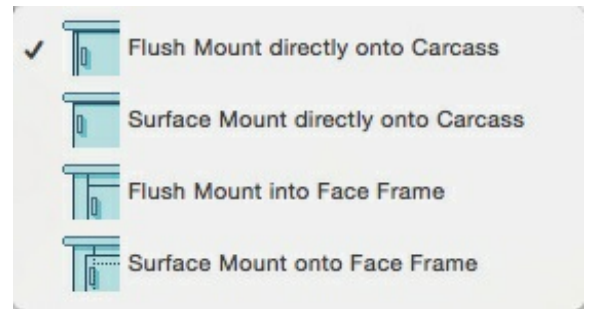 Flush Mount directly onto Carcass
Surface Mount directly onto Carcass
Flush Mount into Face Frame
Surface Mount onto Face Frame